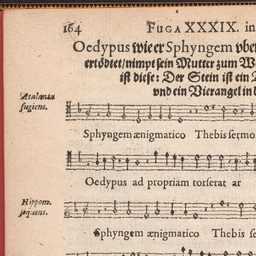 164 FUGA XXXIX. in
Oedypus wie er Sphyngem vber
ertödtet/nimpt sein Mutter zum W
ist diese: Der Stein ist ein
vnd ein Vierangel in d
Atalanta
fugiens.
Sphyngem ænigmatico Thebis sermo
Oedypus ad propriam torserat ar
Hippom.
sequens.
Sphyngem ænigmatico Thebis se